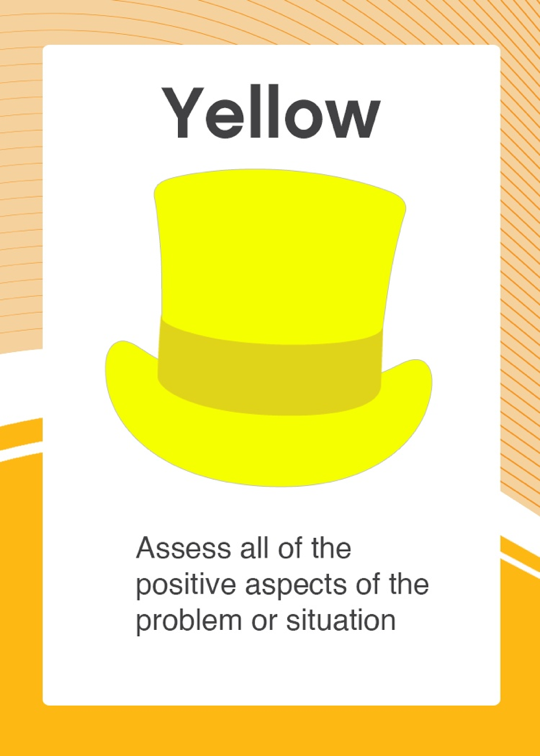 Yellow
Assess all of the
positive aspects of the
problem or situation